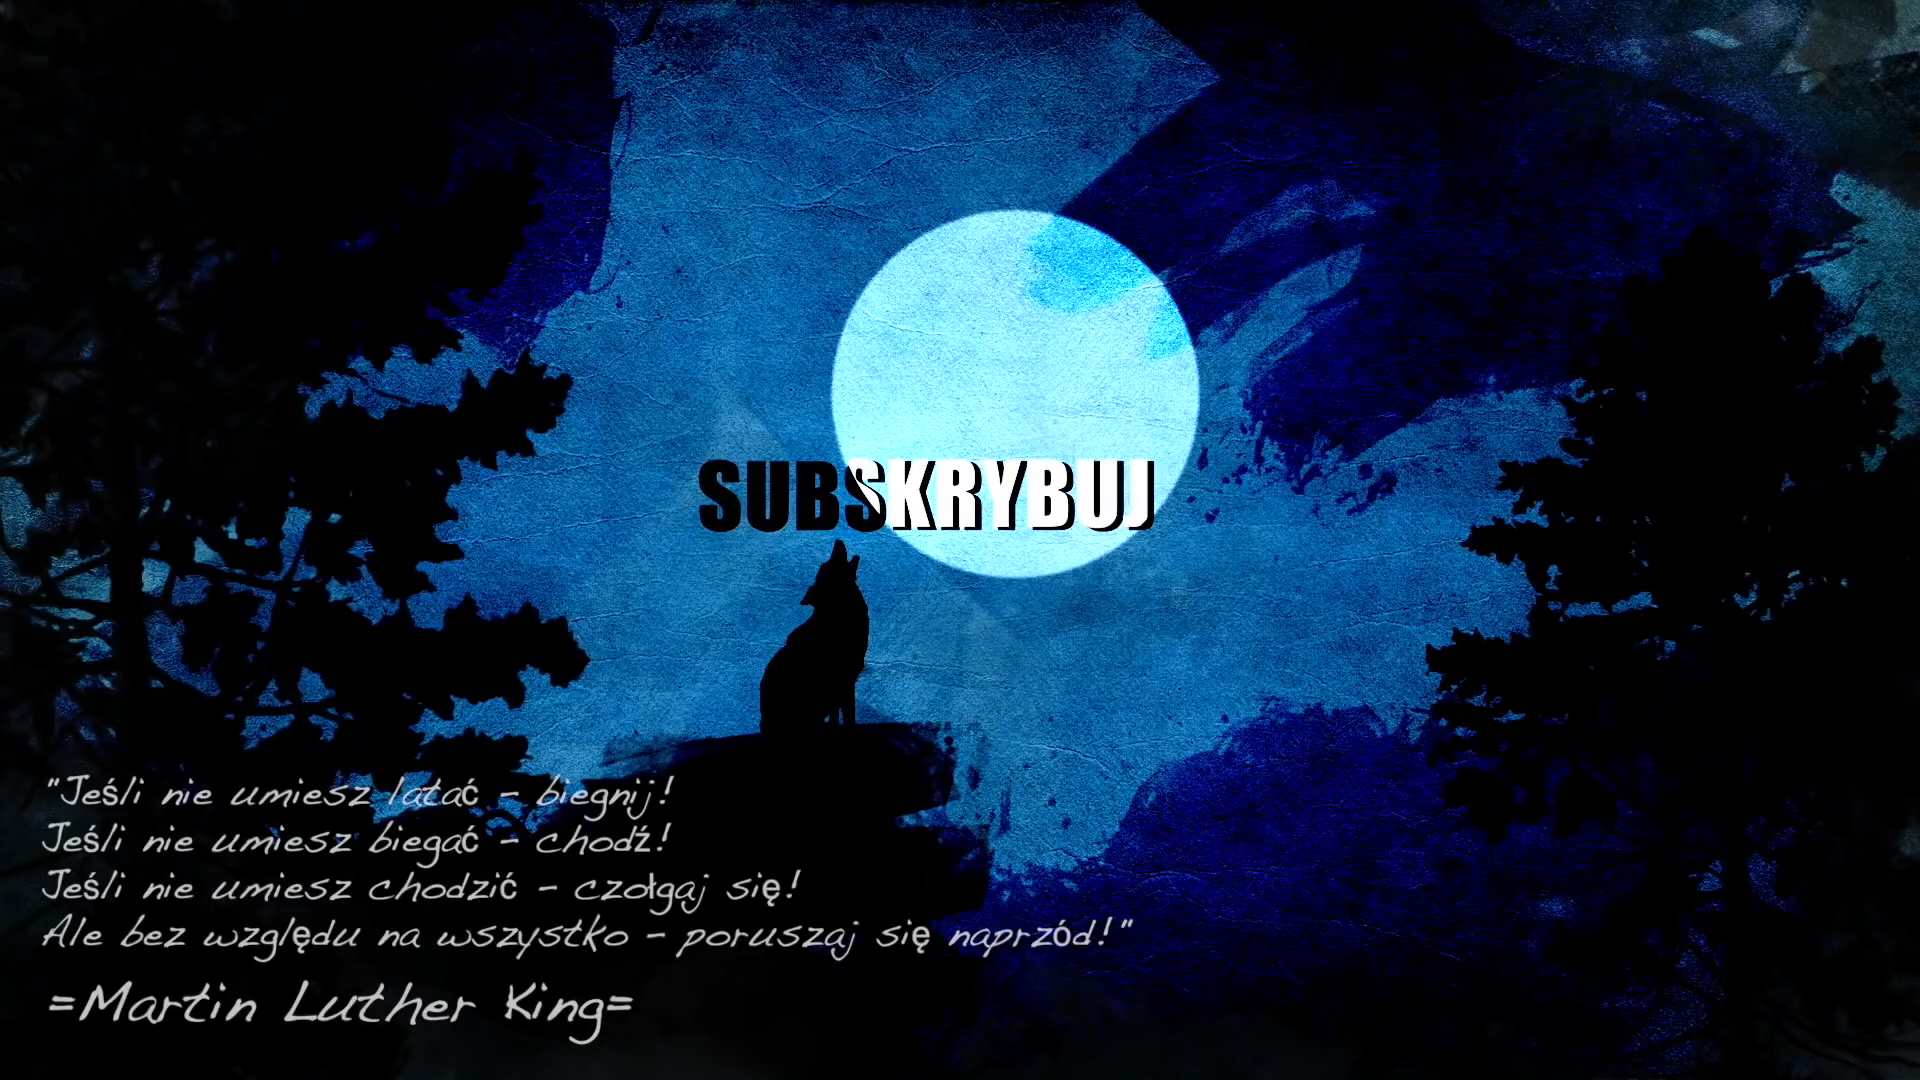 SUBSKRYBUJ
"Jeśli nie umiesz latać - biegnij!
Jeśli nie umiesz biegać - chodź!
Jeśli nie umiesz chodzić - czołgaj się!
Ale bez względu na wszystko - poruszaj się naprzód!"
=Martin Luther King=